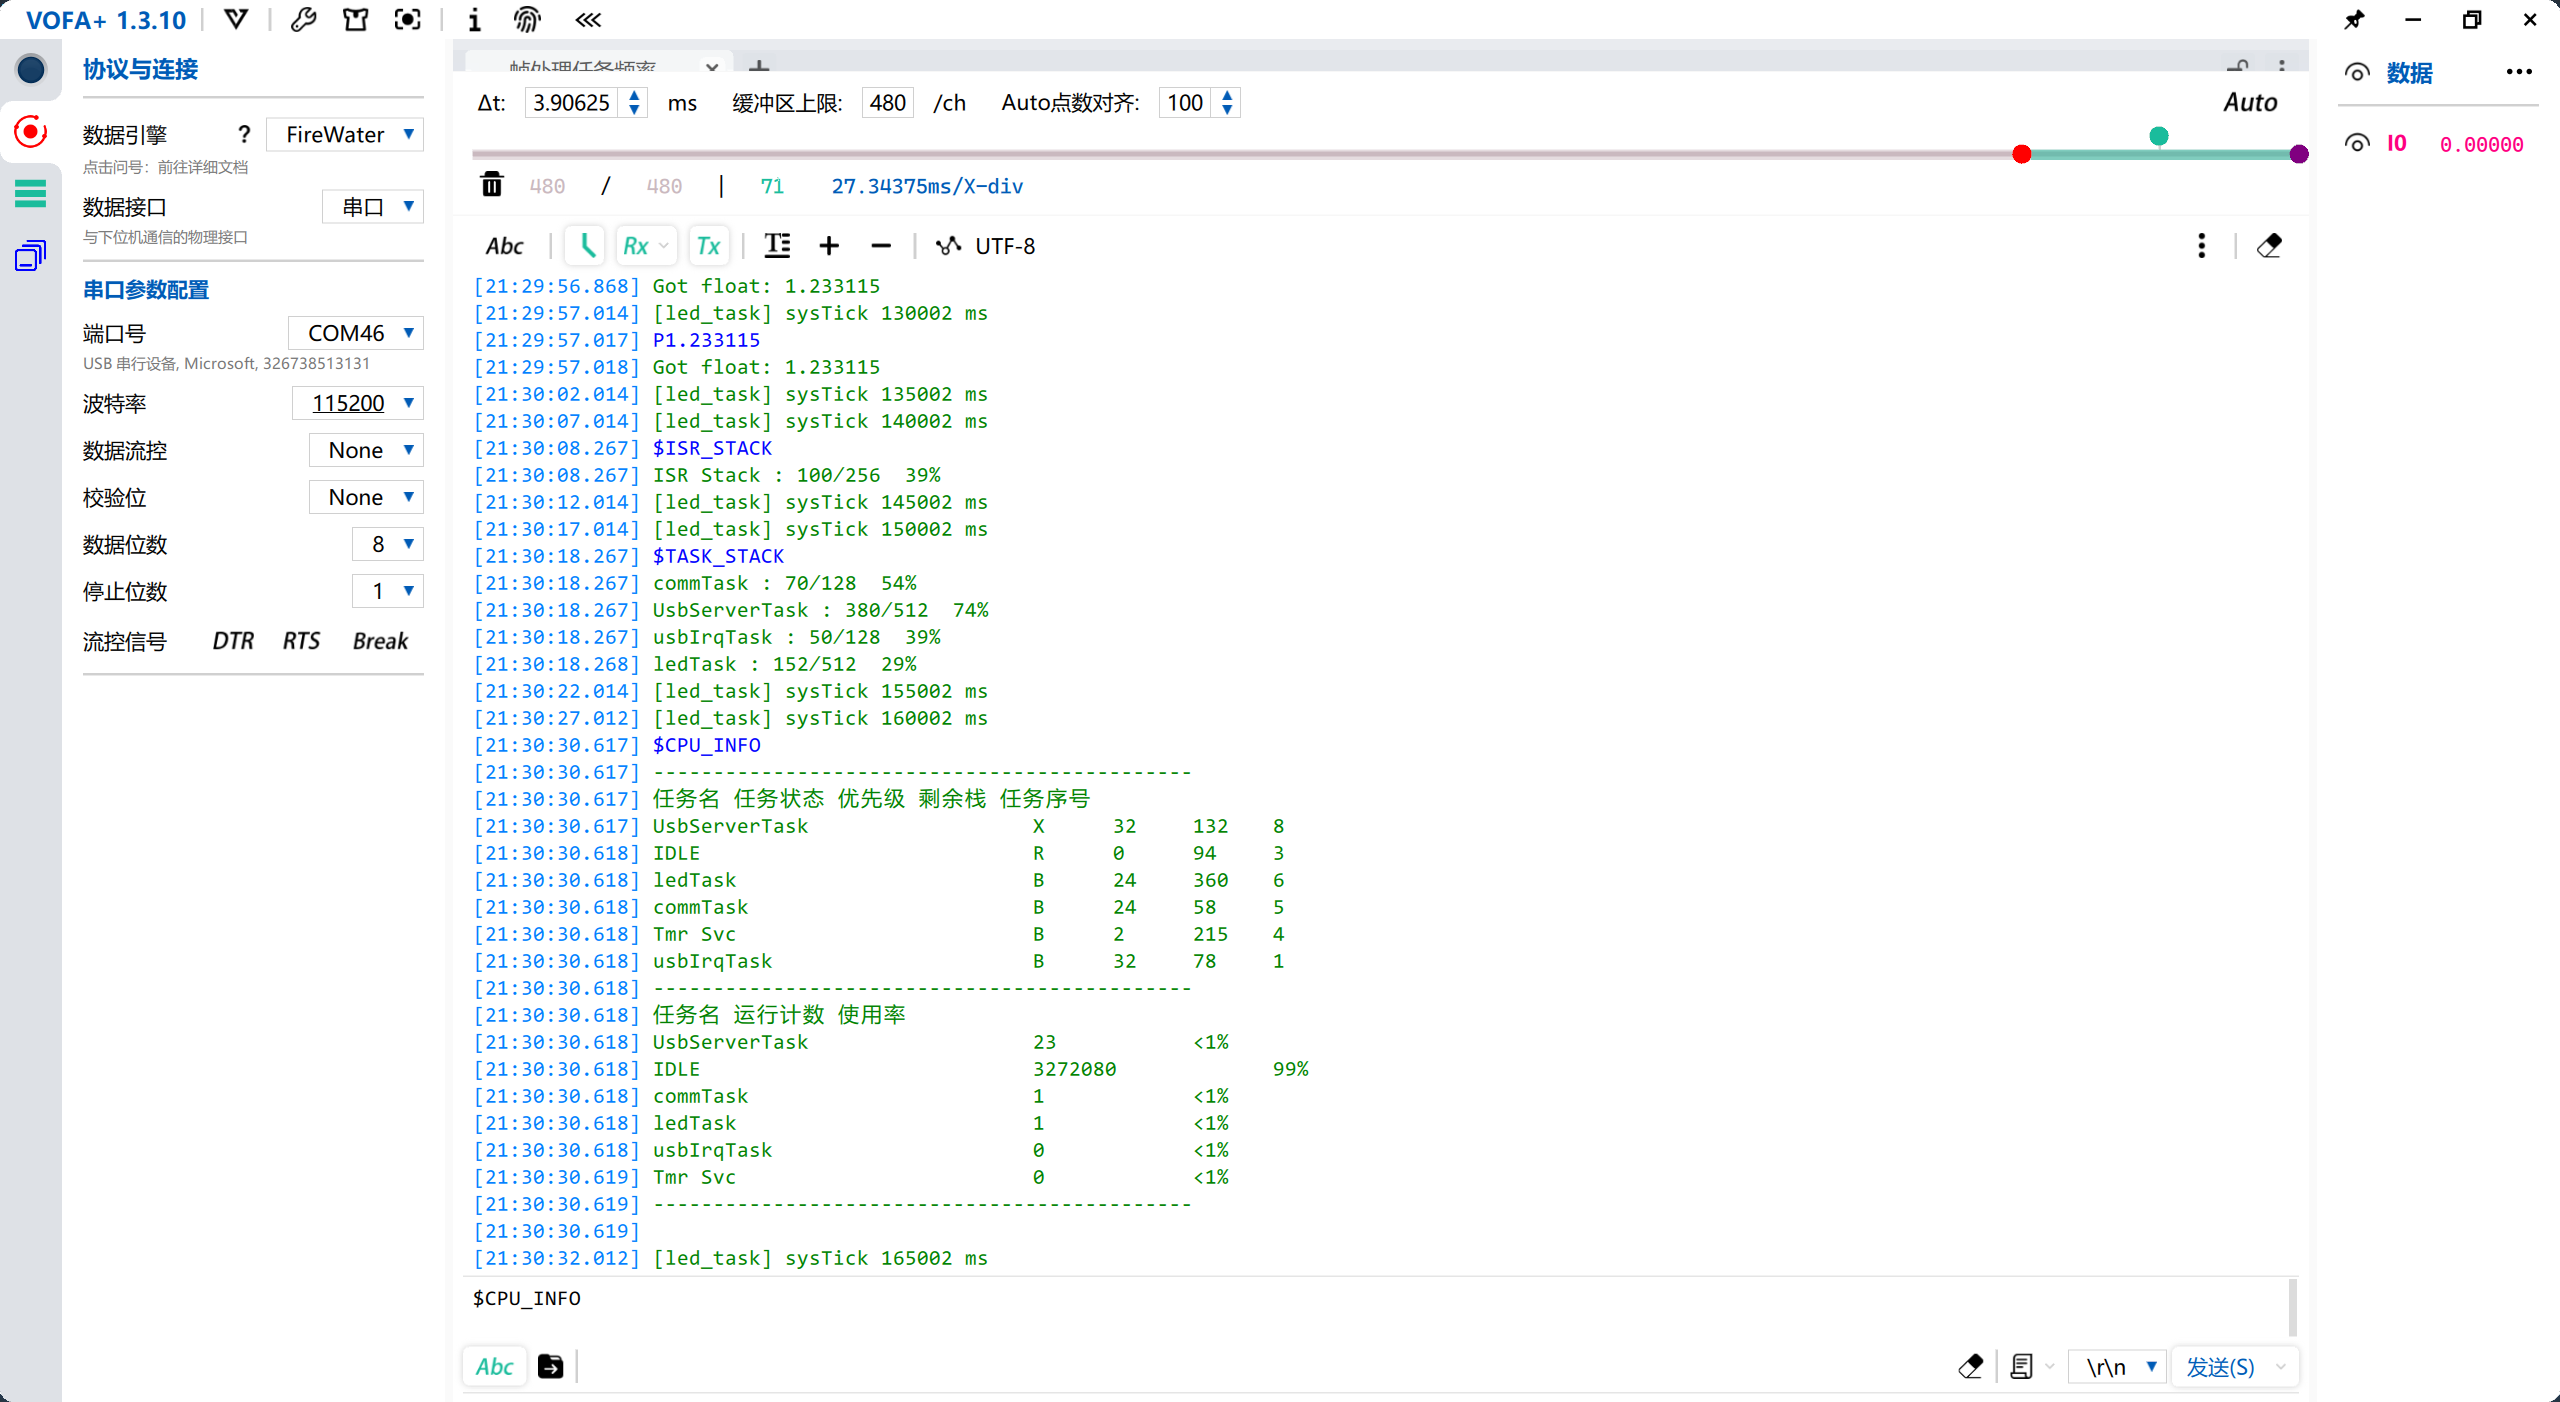 VOFA+ 1.3.10
协议与连接
数据引擎 ? FireWater
点击问号：前往详细文档
数据接口 串口
与下位机通信的物理接口
串口参数配置
端口号 COM46
USB 串行设备, Microsoft, 326738513131
波特率 115200
数据流控 None
校验位 None
数据位数 8
停止位数 1
流控信号 DTR RTS Break
帧处理任务频率
Δt: 3.90625 ms 缓冲区上限: 480 /ch Auto点数对齐: 100 Auto
480 / 480 | 71 27.34375ms/X-div
Abc Rx Tx UTF-8
[21:29:56.868] Got float: 1.233115
[21:29:57.014] [led_task] sysTick 130002 ms
[21:29:57.017] P1.233115
[21:29:57.018] Got float: 1.233115
[21:30:02.014] [led_task] sysTick 135002 ms
[21:30:07.014] [led_task] sysTick 140002 ms
[21:30:08.267] $ISR_STACK
[21:30:08.267] ISR Stack : 100/256  39%
[21:30:12.014] [led_task] sysTick 145002 ms
[21:30:17.014] [led_task] sysTick 150002 ms
[21:30:18.267] $TASK_STACK
[21:30:18.267] commTask : 70/128  54%
[21:30:18.267] UsbServerTask : 380/512  74%
[21:30:18.267] usbIrqTask : 50/128  39%
[21:30:18.268] ledTask : 152/512  29%
[21:30:22.014] [led_task] sysTick 155002 ms
[21:30:27.012] [led_task] sysTick 160002 ms
[21:30:30.617] $CPU_INFO
[21:30:30.617] ---------------------------------------------
[21:30:30.617] 任务名 任务状态 优先级 剩余栈 任务序号
[21:30:30.617] UsbServerTask X 32 132 8
[21:30:30.618] IDLE R 0 94 3
[21:30:30.618] ledTask B 24 360 6
[21:30:30.618] commTask B 24 58 5
[21:30:30.618] Tmr Svc B 2 215 4
[21:30:30.618] usbIrqTask B 32 78 1
[21:30:30.618] ---------------------------------------------
[21:30:30.618] 任务名 运行计数 使用率
[21:30:30.618] UsbServerTask 23 <1%
[21:30:30.618] IDLE 3272080 99%
[21:30:30.618] commTask 1 <1%
[21:30:30.618] ledTask 1 <1%
[21:30:30.618] usbIrqTask 0 <1%
[21:30:30.619] Tmr Svc 0 <1%
[21:30:30.619] ---------------------------------------------
[21:30:30.619]
[21:30:32.012] [led_task] sysTick 165002 ms
$CPU_INFO
Abc \r\n 发送(S)
数据
I0 0.00000